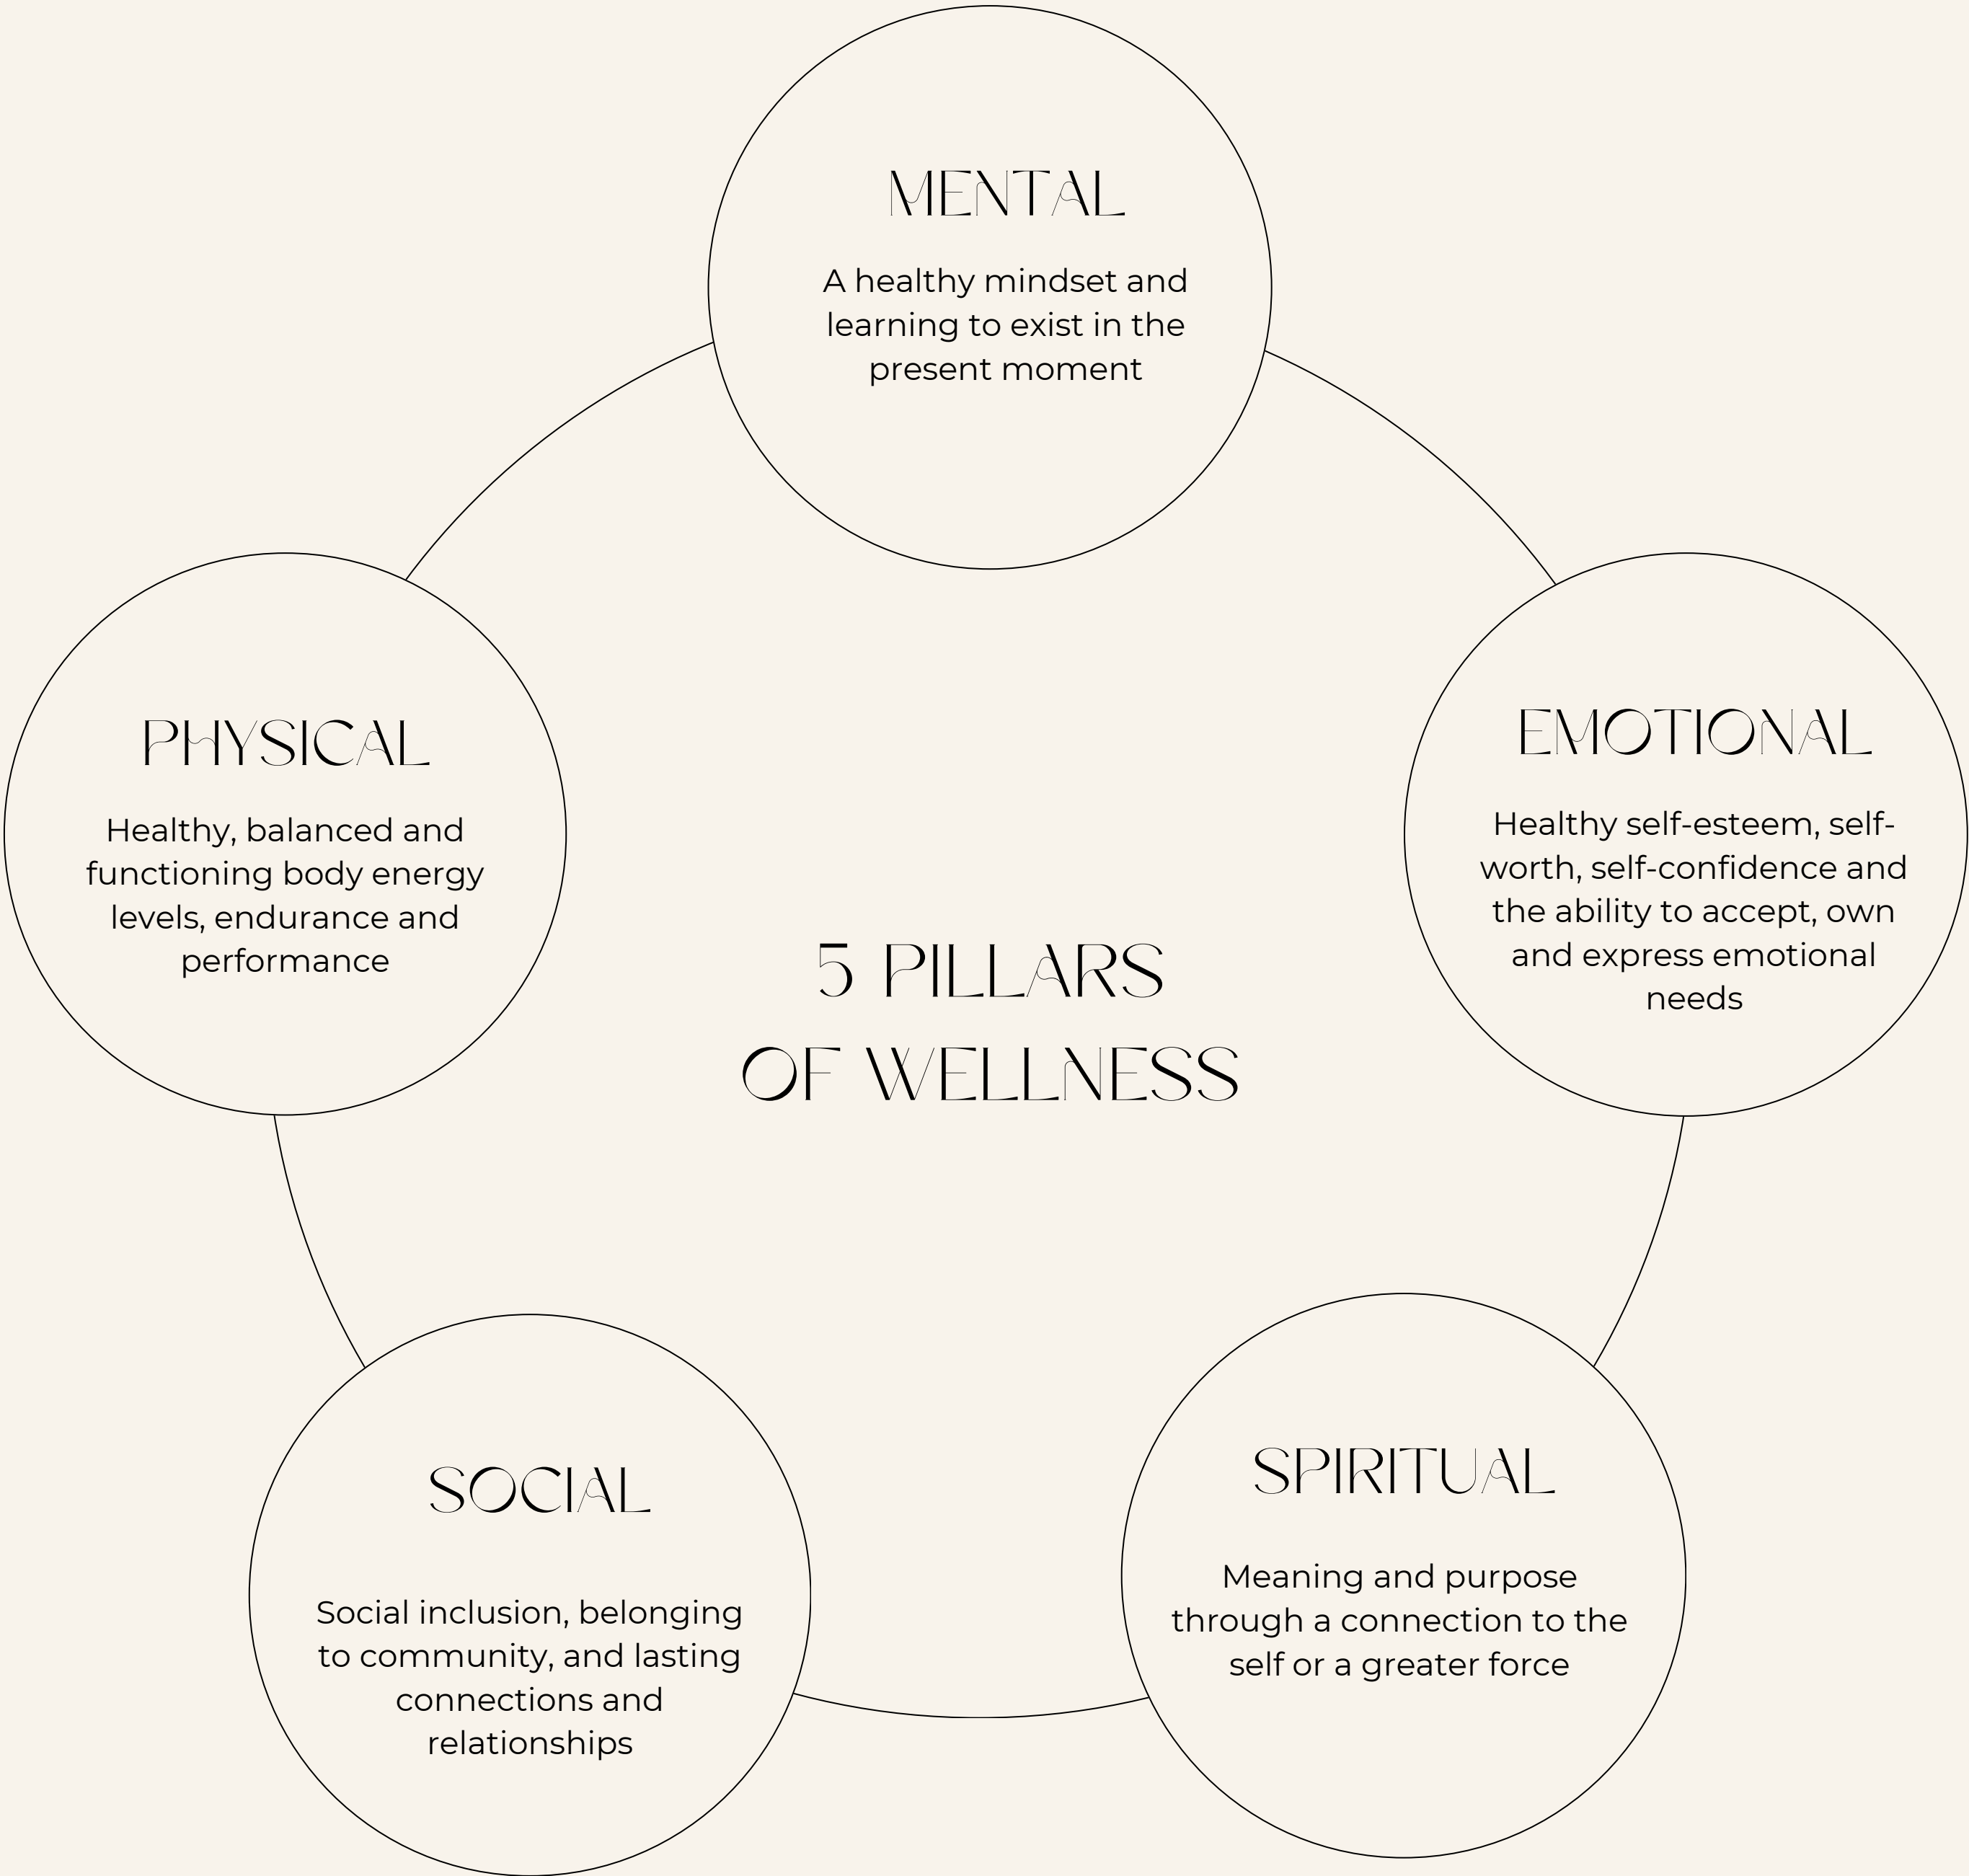 MENTAL
A healthy mindset and
learning to exist in the
present moment
PHYSICAL
Healthy, balanced and
functioning body energy
levels, endurance and
performance
EMOTIONAL
Healthy self-esteem, self-
worth, self-confidence and
the ability to accept, own
and express emotional
needs
5 PILLARS
OF WELLNESS
SOCIAL
Social inclusion, belonging
to community, and lasting
connections and
relationships
SPIRITUAL
Meaning and purpose
through a connection to the
self or a greater force